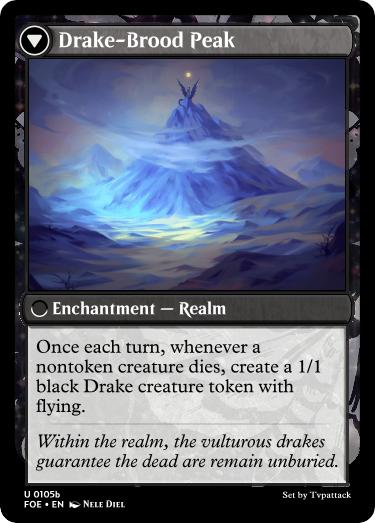 Drake-Brood Peak
Enchantment — Realm
Once each turn, whenever a
nontoken creature dies, create a 1/1
black Drake creature token with
flying.
Within the realm, the vulturous drakes
guarantee the dead are remain unburied.
U 0105b
FOE • EN Nele Diel
Set by Tvpattack